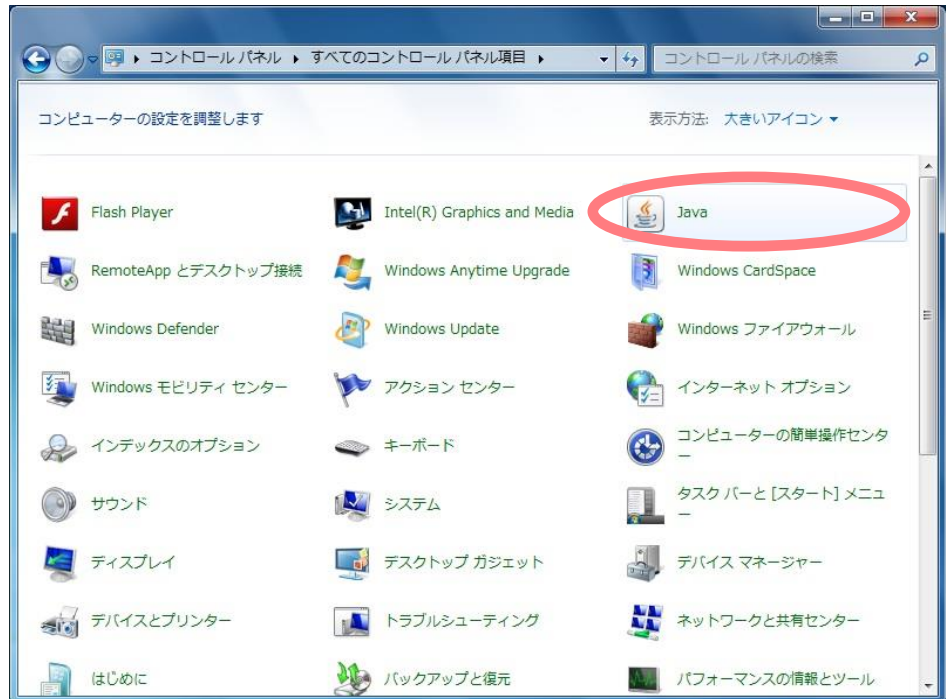 コントロール パネル ▸ すべてのコントロール パネル項目 ▸
コントロール パネルの検索
コンピューターの設定を調整します
表示方法: 大きいアイコン
Flash Player
Intel(R) Graphics and Media
Java
RemoteApp とデスクトップ接続
Windows Anytime Upgrade
Windows CardSpace
Windows Defender
Windows Update
Windows ファイアウォール
Windows モビリティ センター
アクション センター
インターネット オプション
インデックスのオプション
キーボード
コンピューターの簡単操作センタ
ー
サウンド
システム
タスク バーと [スタート] メニュ
ー
ディスプレイ
デスクトップ ガジェット
デバイス マネージャー
デバイスとプリンター
トラブルシューティング
ネットワークと共有センター
はじめに
バックアップと復元
パフォーマンスの情報とツール